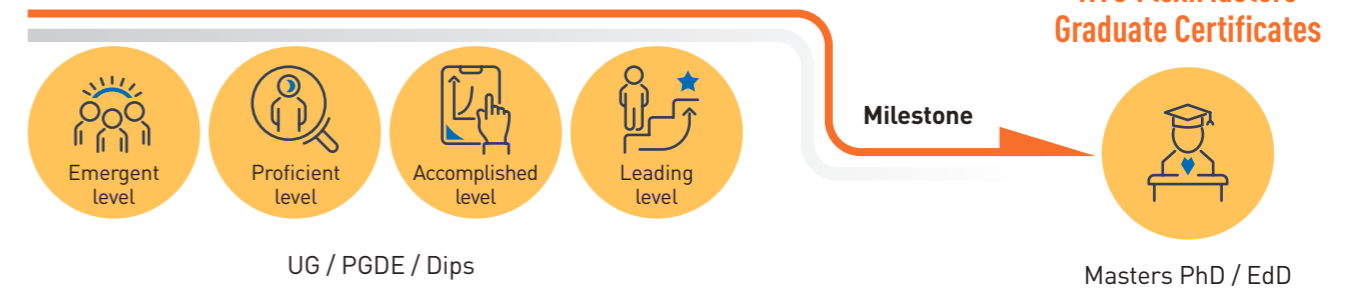 Graduate Certificates
Milestone
Emergent
level
Proficient
level
Accomplished
level
Leading
level
UG / PGDE / Dips
Masters PhD / EdD